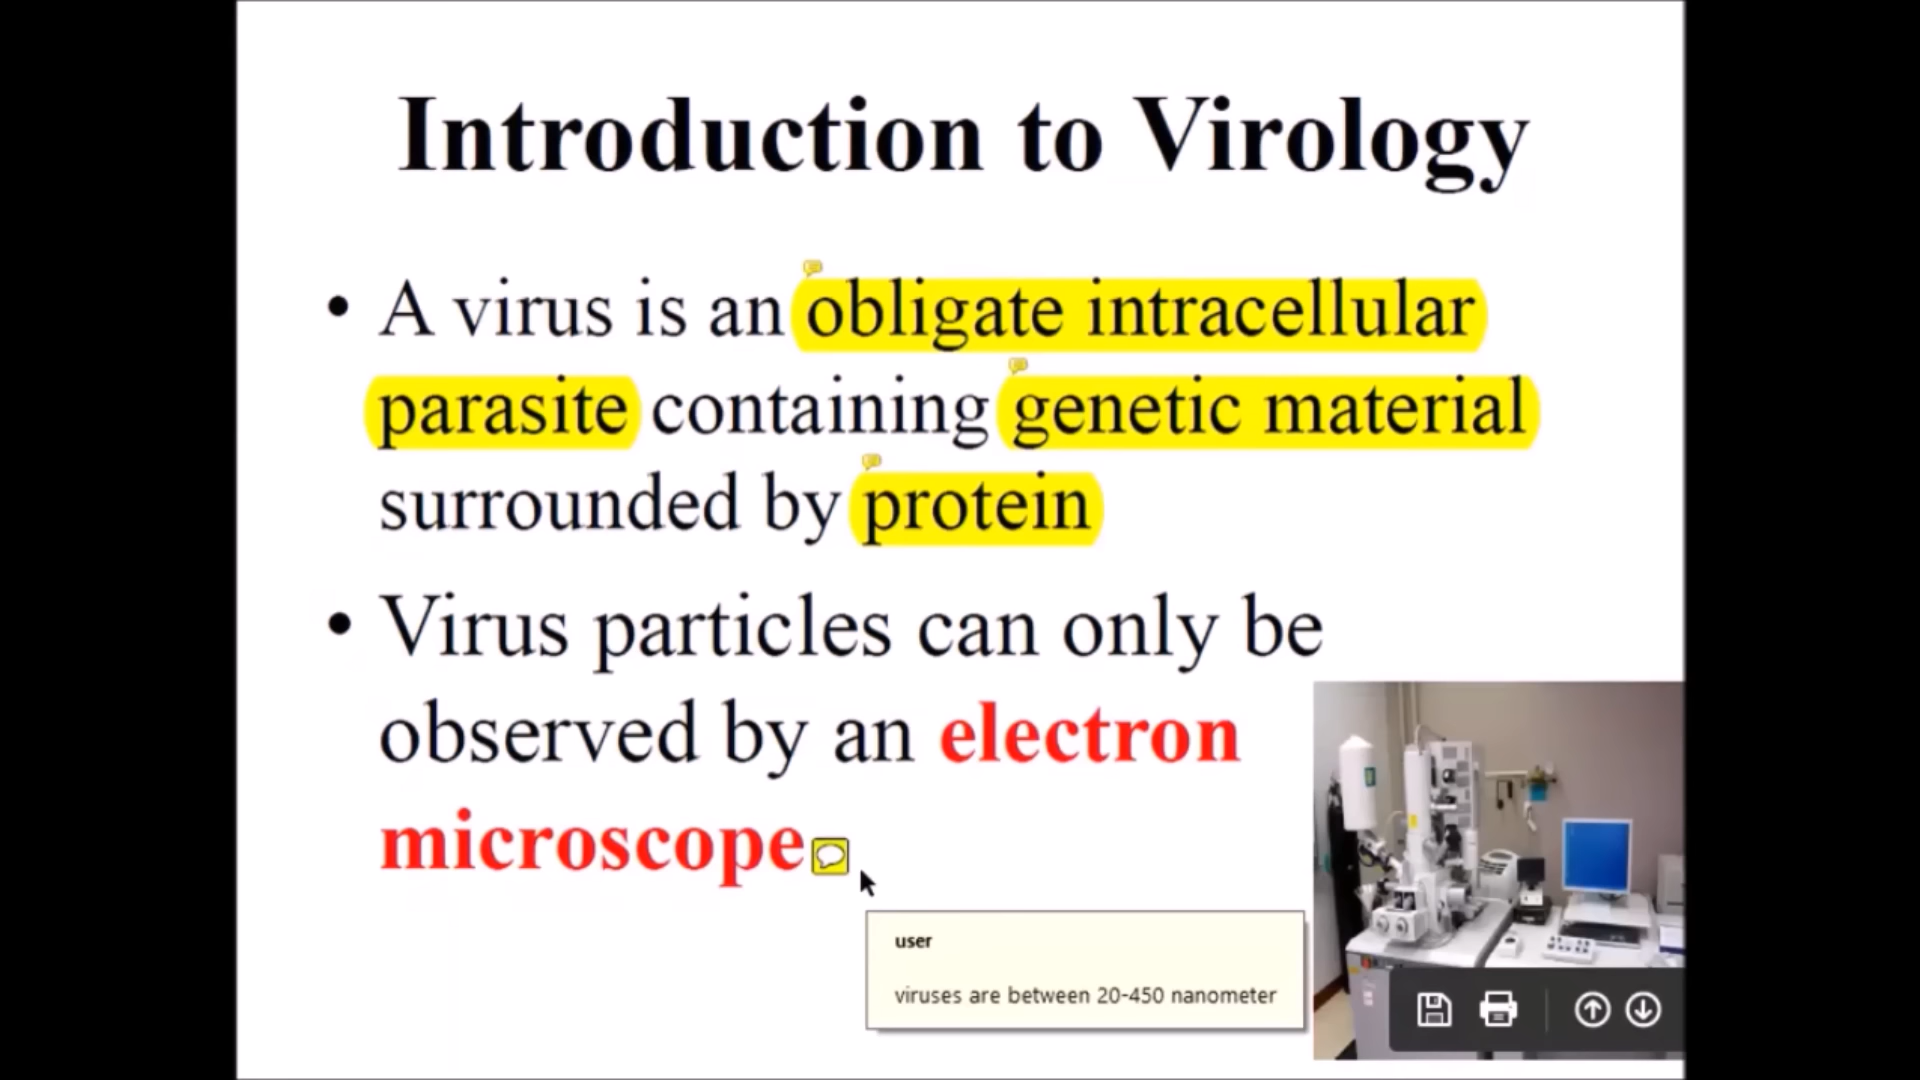 Introduction to Virology
• A virus is an obligate intracellular
parasite containing genetic material
surrounded by protein
• Virus particles can only be
observed by an electron
microscope
user
viruses are between 20-450 nanometer